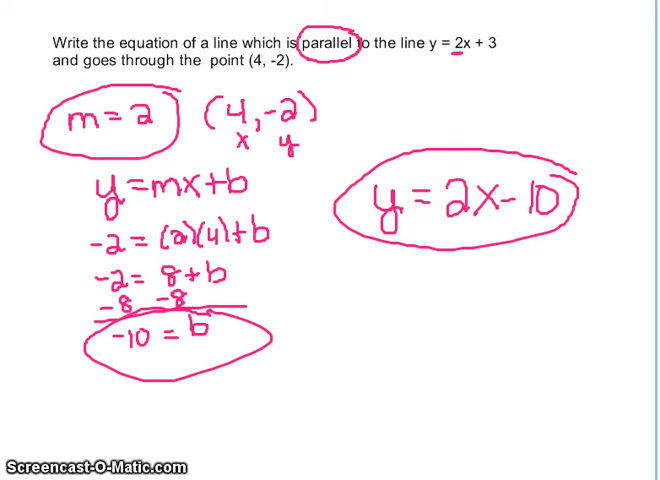 Write the equation of a line which is parallel to the line y = 2x + 3
and goes through the point (4, -2).
m = 2
(4, -2)
x y
y = mx + b
-2 = (2)(4) + b
-2 = 8 + b
-8 -8
-10 = b
y = 2x - 10
Screencast-O-Matic.com